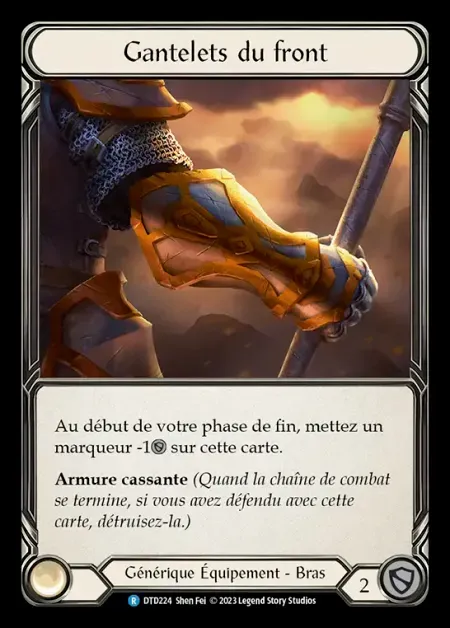 Gantelets du front
Au début de votre phase de fin, mettez un
marqueur -1 sur cette carte.
Armure cassante (Quand la chaîne de combat
se termine, si vous avez défendu avec cette
carte, détruisez-la.)
Générique Équipement - Bras
2
R DTD224 Shen Fei © 2023 Legend Story Studios